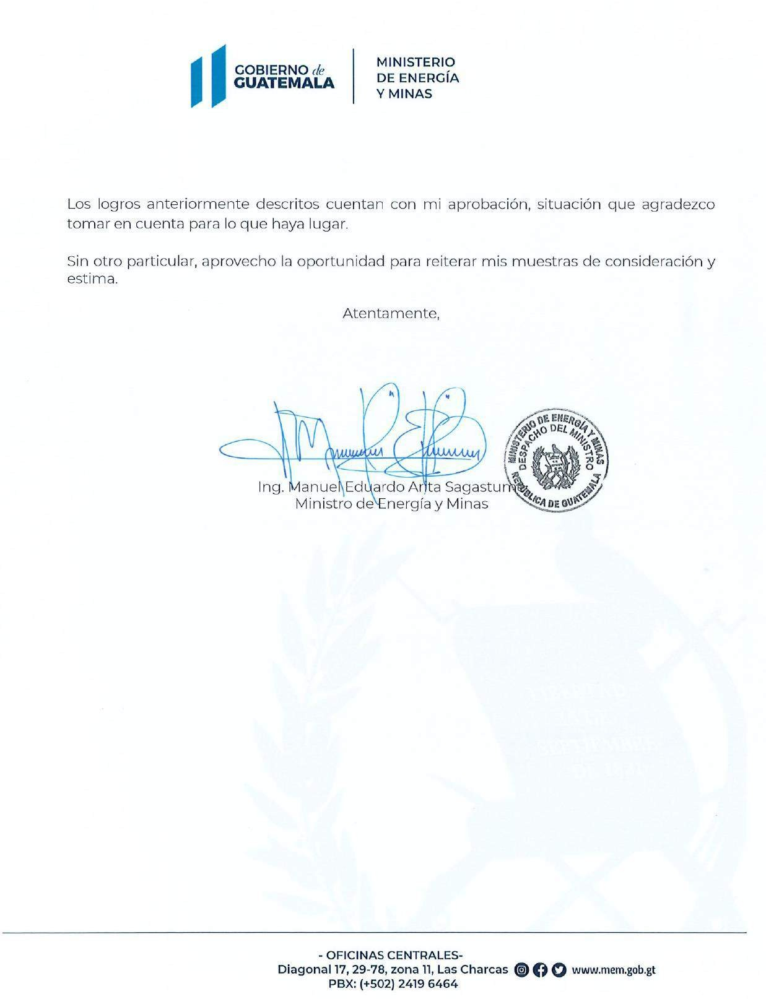 GOBIERNO de
GUATEMALA
MINISTERIO
DE ENERGÍA
Y MINAS
Los logros anteriormente descritos cuentan con mi aprobación, situación que agradezco
tomar en cuenta para lo que haya lugar.
Sin otro particular, aprovecho la oportunidad para reiterar mis muestras de consideración y
estima.
Atentamente,
Ing. Manuel Eduardo Arita Sagastume
Ministro de Energía y Minas
MINISTERIO DE ENERGÍA Y MINAS
DESPACHO DEL MINISTRO
REPÚBLICA DE GUATEMALA
- OFICINAS CENTRALES-
Diagonal 17, 29-78, zona 11, Las Charcas www.mem.gob.gt
PBX: (+502) 2419 6464